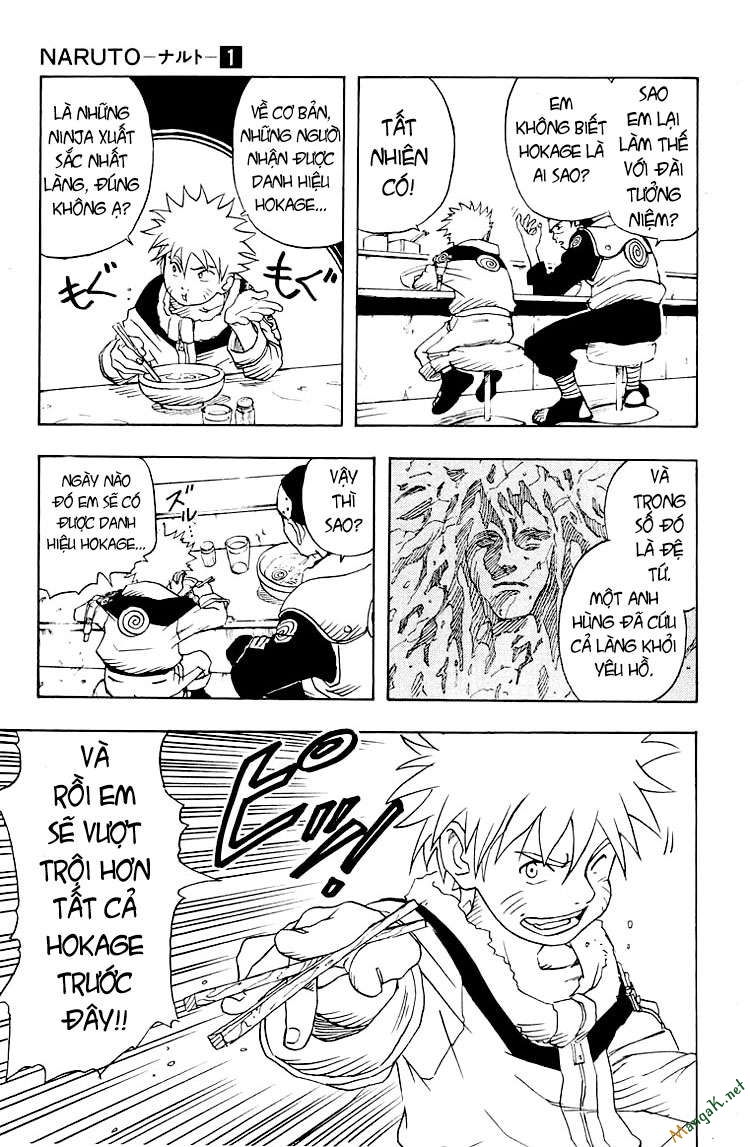 NARUTO—ナルト— 1
SAO
EM LẠI
LÀM THẾ
VỚI ĐÀI
TƯỞNG
NIỆM?
EM
KHÔNG BIẾT
HOKAGE LÀ
AI SAO?
TẤT
NHIÊN
CÓ!
VỀ CƠ BẢN,
NHỮNG NGƯỜI
NHẬN ĐƯỢC
DANH HIỆU
HOKAGE...
LÀ NHỮNG
NINJA XUẤT
SẮC NHẤT
LÀNG, ĐÚNG
KHÔNG Ạ?
もぐ
もぐ
VÀ
TRONG
SỐ ĐÓ
LÀ ĐỆ
TỨ.
MỘT ANH
HÙNG ĐÃ CỨU
CẢ LÀNG KHỎI
YÊU HỒ.
VẬY
THÌ
SAO?
ズルル
NGÀY NÀO
ĐÓ EM SẼ CÓ
ĐƯỢC DANH
HIỆU HOKAGE...
ピッ!
VÀ
RỒI EM
SẼ VƯỢT
TRỘI HƠN
TẤT CẢ
HOKAGE
TRƯỚC
ĐÂY!!
MangaK.net